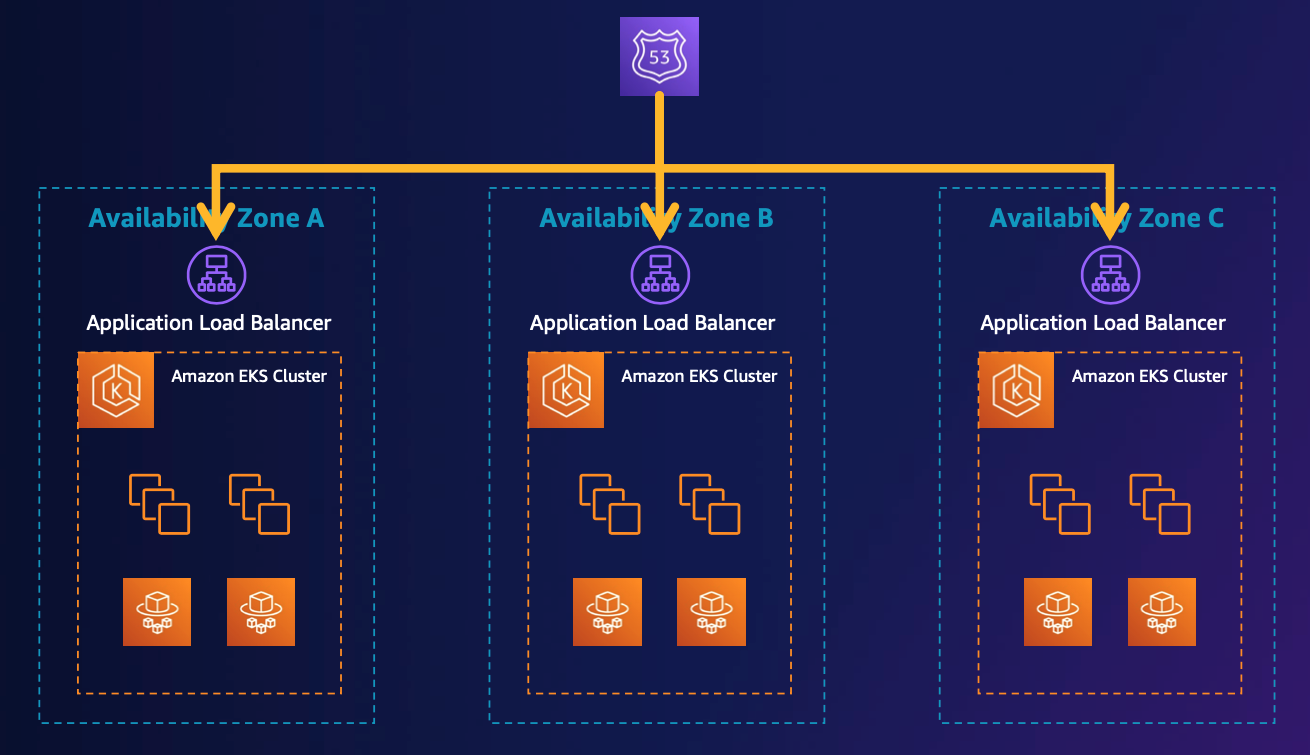 53
Availability Zone A
Availability Zone B
Availability Zone C
Application Load Balancer
Application Load Balancer
Application Load Balancer
K
Amazon EKS Cluster
K
Amazon EKS Cluster
K
Amazon EKS Cluster